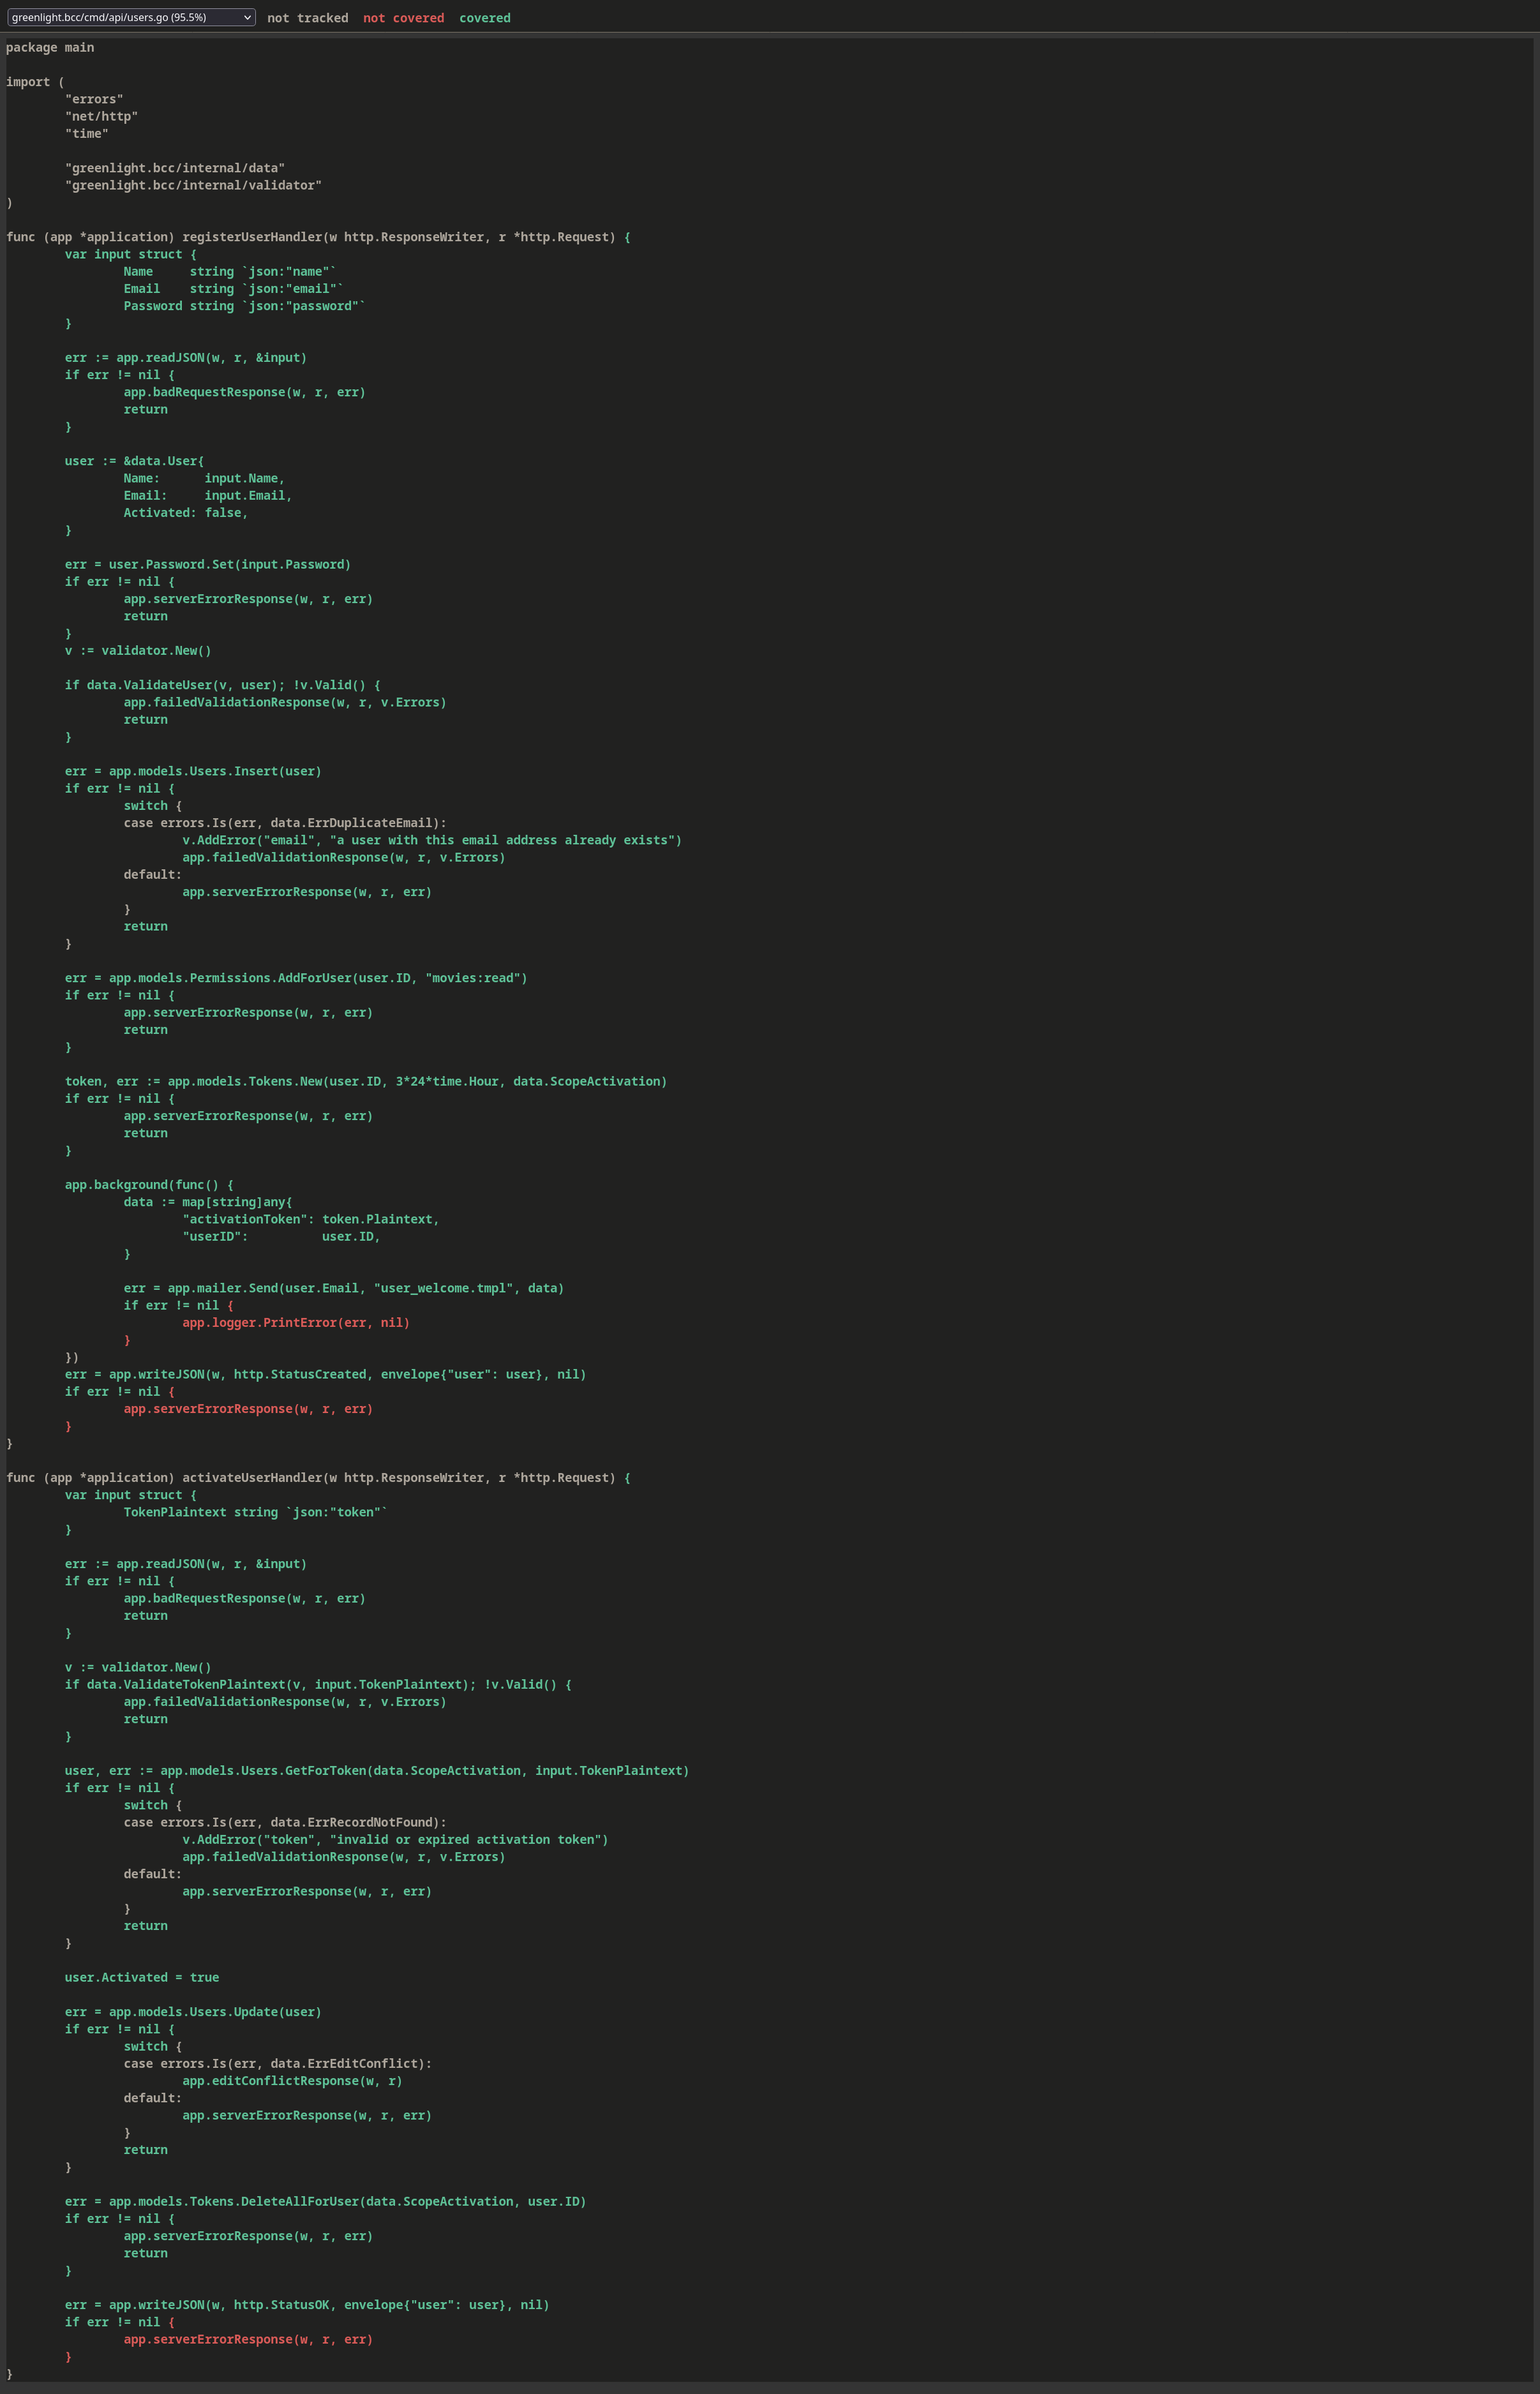 greenlight.bcc/cmd/api/users.go (95.5%) not tracked not covered covered
package main

import (
        "errors"
        "net/http"
        "time"

        "greenlight.bcc/internal/data"
        "greenlight.bcc/internal/validator"
)

func (app *application) registerUserHandler(w http.ResponseWriter, r *http.Request) {
        var input struct {
                Name     string `json:"name"`
                Email    string `json:"email"`
                Password string `json:"password"`
        }

        err := app.readJSON(w, r, &input)
        if err != nil {
                app.badRequestResponse(w, r, err)
                return
        }

        user := &data.User{
                Name:      input.Name,
                Email:     input.Email,
                Activated: false,
        }

        err = user.Password.Set(input.Password)
        if err != nil {
                app.serverErrorResponse(w, r, err)
                return
        }
        v := validator.New()

        if data.ValidateUser(v, user); !v.Valid() {
                app.failedValidationResponse(w, r, v.Errors)
                return
        }

        err = app.models.Users.Insert(user)
        if err != nil {
                switch {
                case errors.Is(err, data.ErrDuplicateEmail):
                        v.AddError("email", "a user with this email address already exists")
                        app.failedValidationResponse(w, r, v.Errors)
                default:
                        app.serverErrorResponse(w, r, err)
                }
                return
        }

        err = app.models.Permissions.AddForUser(user.ID, "movies:read")
        if err != nil {
                app.serverErrorResponse(w, r, err)
                return
        }

        token, err := app.models.Tokens.New(user.ID, 3*24*time.Hour, data.ScopeActivation)
        if err != nil {
                app.serverErrorResponse(w, r, err)
                return
        }

        app.background(func() {
                data := map[string]any{
                        "activationToken": token.Plaintext,
                        "userID":          user.ID,
                }

                err = app.mailer.Send(user.Email, "user_welcome.tmpl", data)
                if err != nil {
                        app.logger.PrintError(err, nil)
                }
        })
        err = app.writeJSON(w, http.StatusCreated, envelope{"user": user}, nil)
        if err != nil {
                app.serverErrorResponse(w, r, err)
        }
}

func (app *application) activateUserHandler(w http.ResponseWriter, r *http.Request) {
        var input struct {
                TokenPlaintext string `json:"token"`
        }

        err := app.readJSON(w, r, &input)
        if err != nil {
                app.badRequestResponse(w, r, err)
                return
        }

        v := validator.New()
        if data.ValidateTokenPlaintext(v, input.TokenPlaintext); !v.Valid() {
                app.failedValidationResponse(w, r, v.Errors)
                return
        }

        user, err := app.models.Users.GetForToken(data.ScopeActivation, input.TokenPlaintext)
        if err != nil {
                switch {
                case errors.Is(err, data.ErrRecordNotFound):
                        v.AddError("token", "invalid or expired activation token")
                        app.failedValidationResponse(w, r, v.Errors)
                default:
                        app.serverErrorResponse(w, r, err)
                }
                return
        }

        user.Activated = true

        err = app.models.Users.Update(user)
        if err != nil {
                switch {
                case errors.Is(err, data.ErrEditConflict):
                        app.editConflictResponse(w, r)
                default:
                        app.serverErrorResponse(w, r, err)
                }
                return
        }

        err = app.models.Tokens.DeleteAllForUser(data.ScopeActivation, user.ID)
        if err != nil {
                app.serverErrorResponse(w, r, err)
                return
        }

        err = app.writeJSON(w, http.StatusOK, envelope{"user": user}, nil)
        if err != nil {
                app.serverErrorResponse(w, r, err)
        }
}